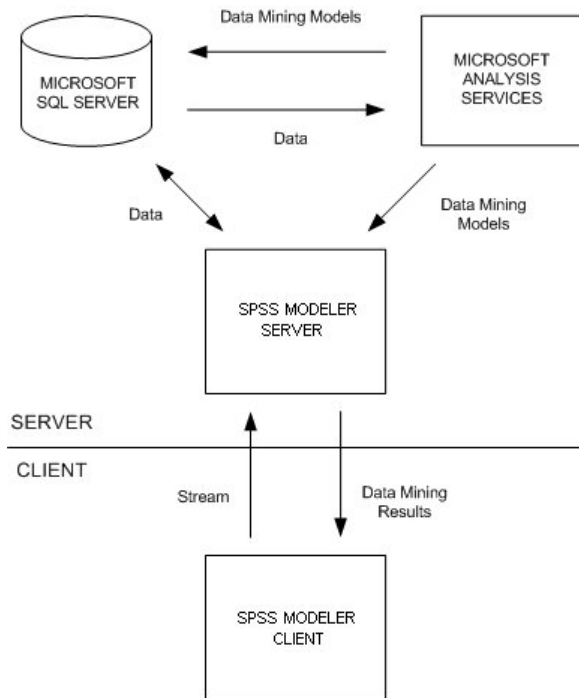 Data Mining Models
MICROSOFT
SQL SERVER
MICROSOFT
ANALYSIS
SERVICES
Data
Data
Data Mining
Models
SPSS MODELER
SERVER
SERVER
CLIENT
Stream
Data Mining
Results
SPSS MODELER
CLIENT